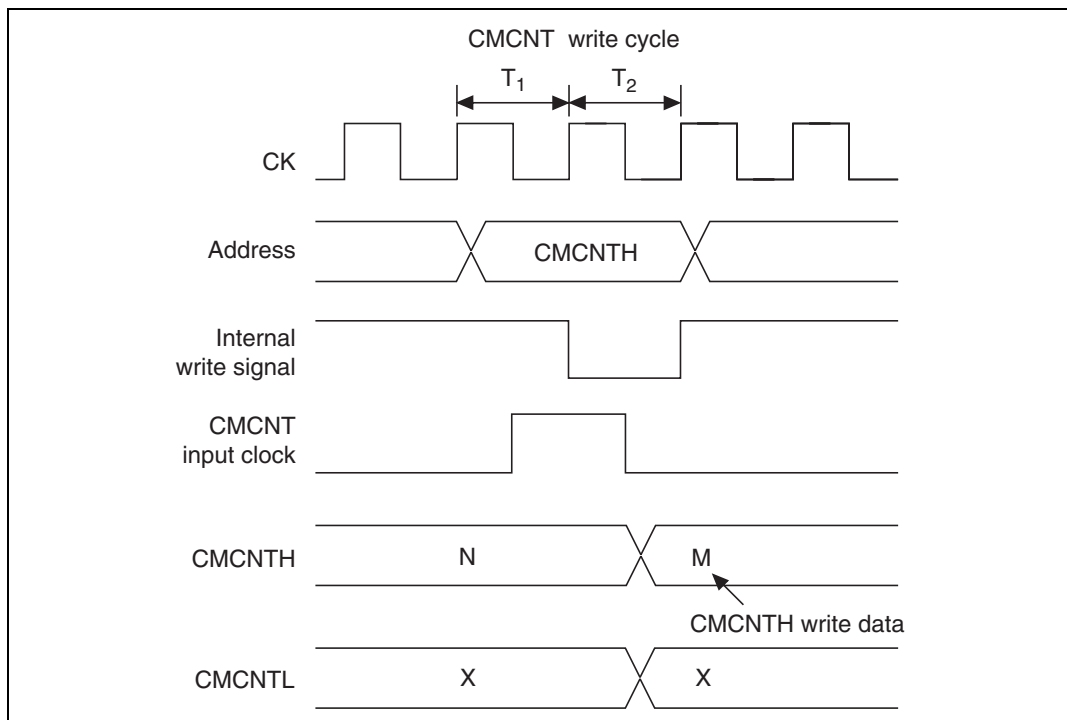 CMCNT write cycle
T1 T2
CK
Address CMCNTH
Internal
write signal
CMCNT
input clock
CMCNTH N M
CMCNTH write data
CMCNTL X X